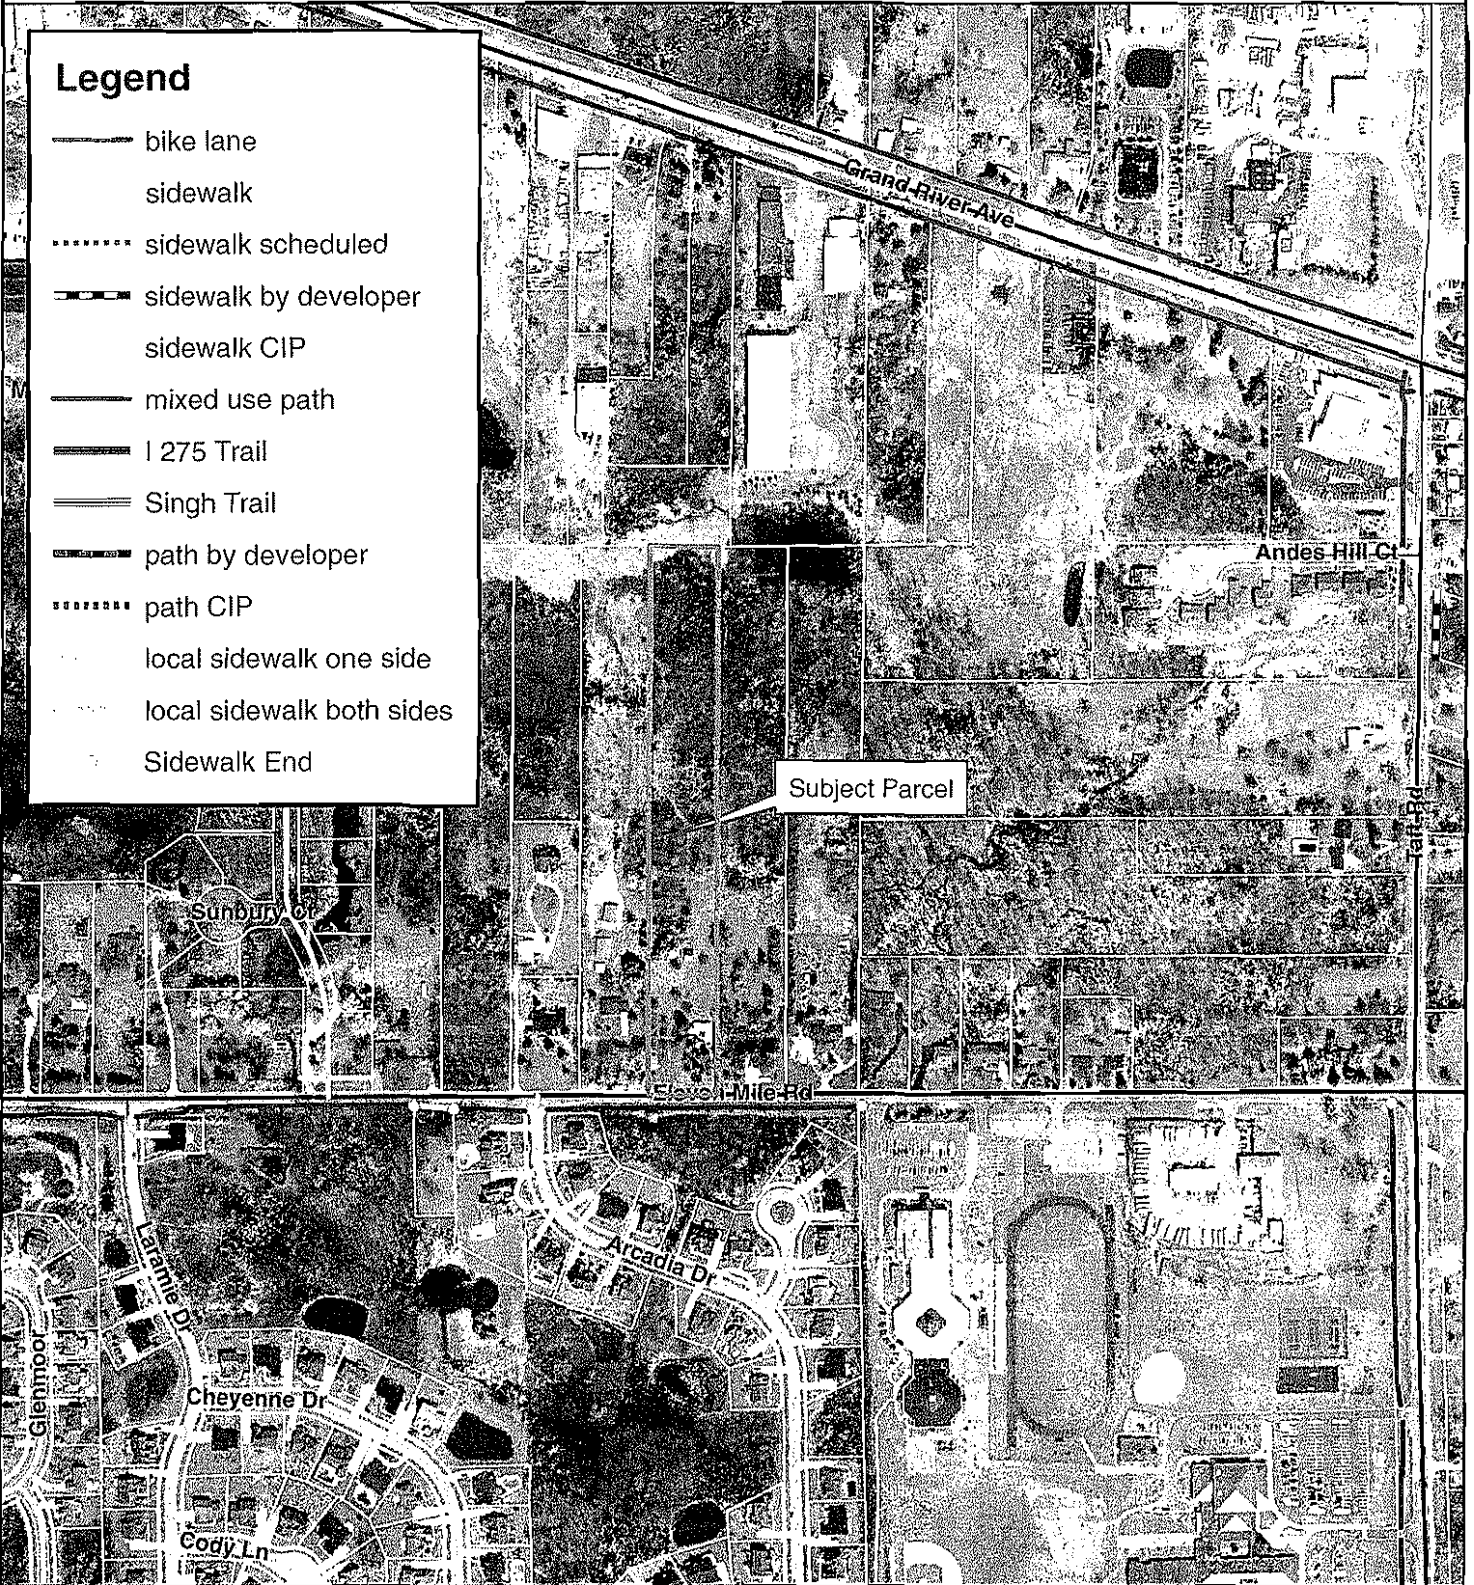 Legend
bike lane
sidewalk
sidewalk scheduled
sidewalk by developer
sidewalk CIP
mixed use path
I 275 Trail
Singh Trail
path by developer
path CIP
local sidewalk one side
local sidewalk both sides
Sidewalk End
Grand River Ave
Andes Hill Ct
Subject Parcel
Taft Rd
Sunbury Ct
Eleven Mile Rd
Laramie Dr
Arcadia Dr
Glenmoor
Cheyenne Dr
Cody Ln